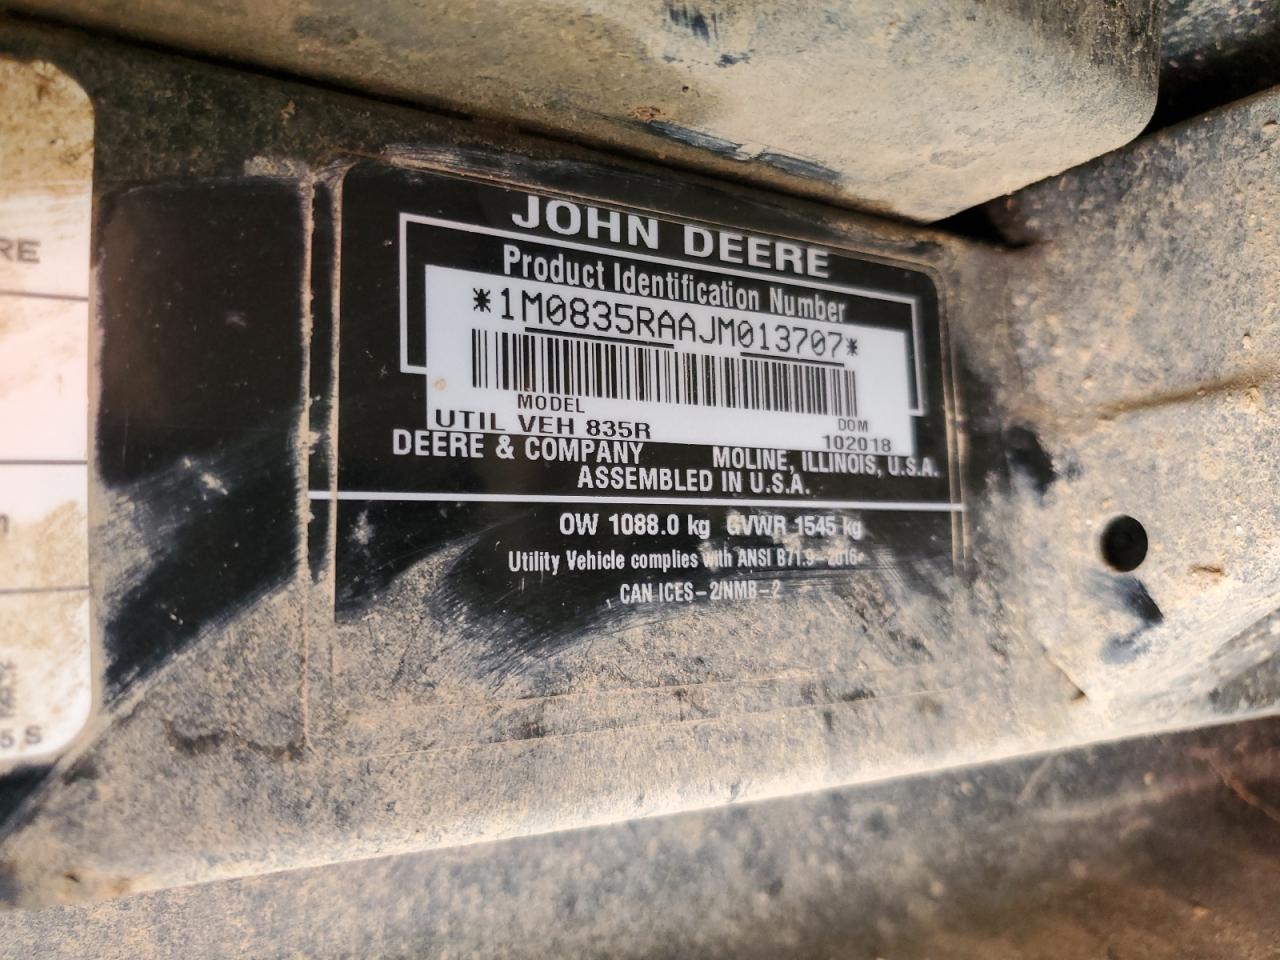 JOHN DEERE
Product Identification Number
*1M0835RAAJM013707*
MODEL
UTIL VEH 835R
DOM
102018
DEERE & COMPANY MOLINE, ILLINOIS, U.S.A.
ASSEMBLED IN U.S.A.
OW 1088.0 kg GVWR 1545 kg
Utility Vehicle complies with ANSI B71.9-2016
CAN ICES-2/NMB-2
RE
5 S